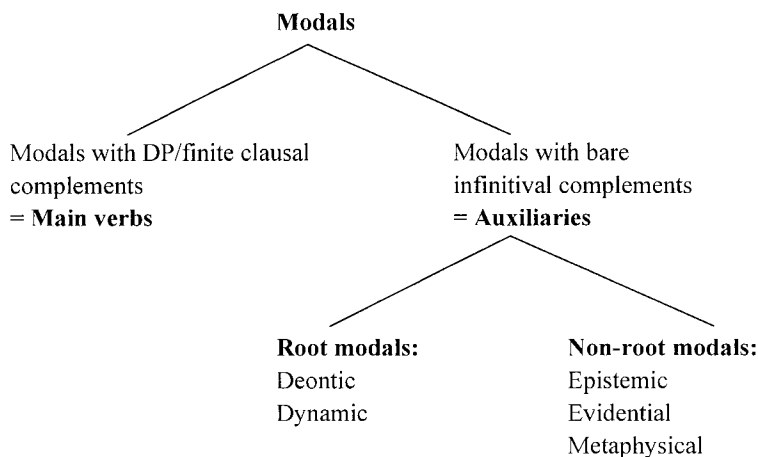 Modals
Modals with DP/finite clausal
complements
= Main verbs
Modals with bare
infinitival complements
= Auxiliaries
Root modals:
Deontic
Dynamic
Non-root modals:
Epistemic
Evidential
Metaphysical